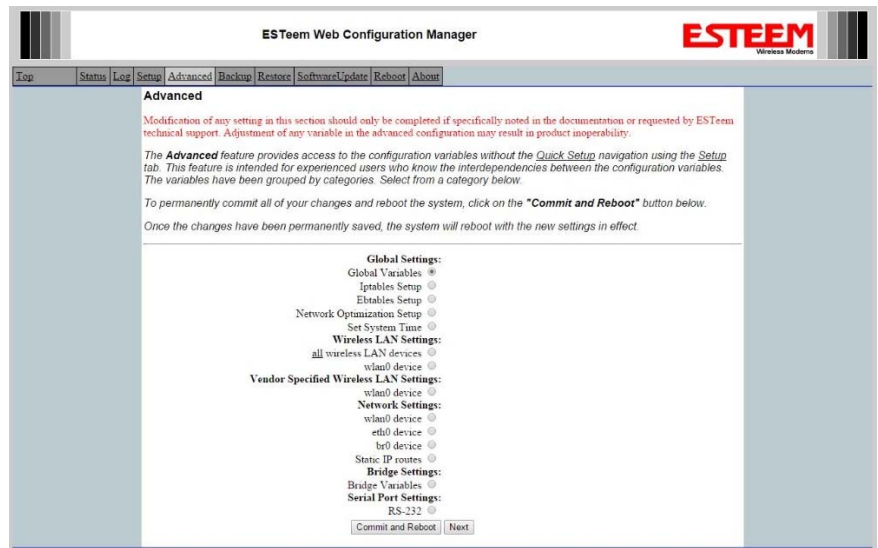 ESTeem Web Configuration Manager
ESTEEM
Wireless Modems
Top Status Log Setup Advanced Backup Restore SoftwareUpdate Reboot About
Advanced
Modification of any setting in this section should only be completed if specifically noted in the documentation or requested by ESTeem
technical support. Adjustment of any variable in the advanced configuration may result in product inoperability.
The Advanced feature provides access to the configuration variables without the Quick Setup navigation using the Setup
tab. This feature is intended for experienced users who know the interdependencies between the configuration variables.
The variables have been grouped by categories. Select from a category below.
To permanently commit all of your changes and reboot the system, click on the "Commit and Reboot" button below.
Once the changes have been permanently saved, the system will reboot with the new settings in effect.
Global Settings:
Global Variables
Iptables Setup
Ebtables Setup
Network Optimization Setup
Set System Time
Wireless LAN Settings:
all wireless LAN devices
wlan0 device
Vendor Specified Wireless LAN Settings:
wlan0 device
Network Settings:
wlan0 device
eth0 device
br0 device
Static IP routes
Bridge Settings:
Bridge Variables
Serial Port Settings:
RS-232
Commit and Reboot Next